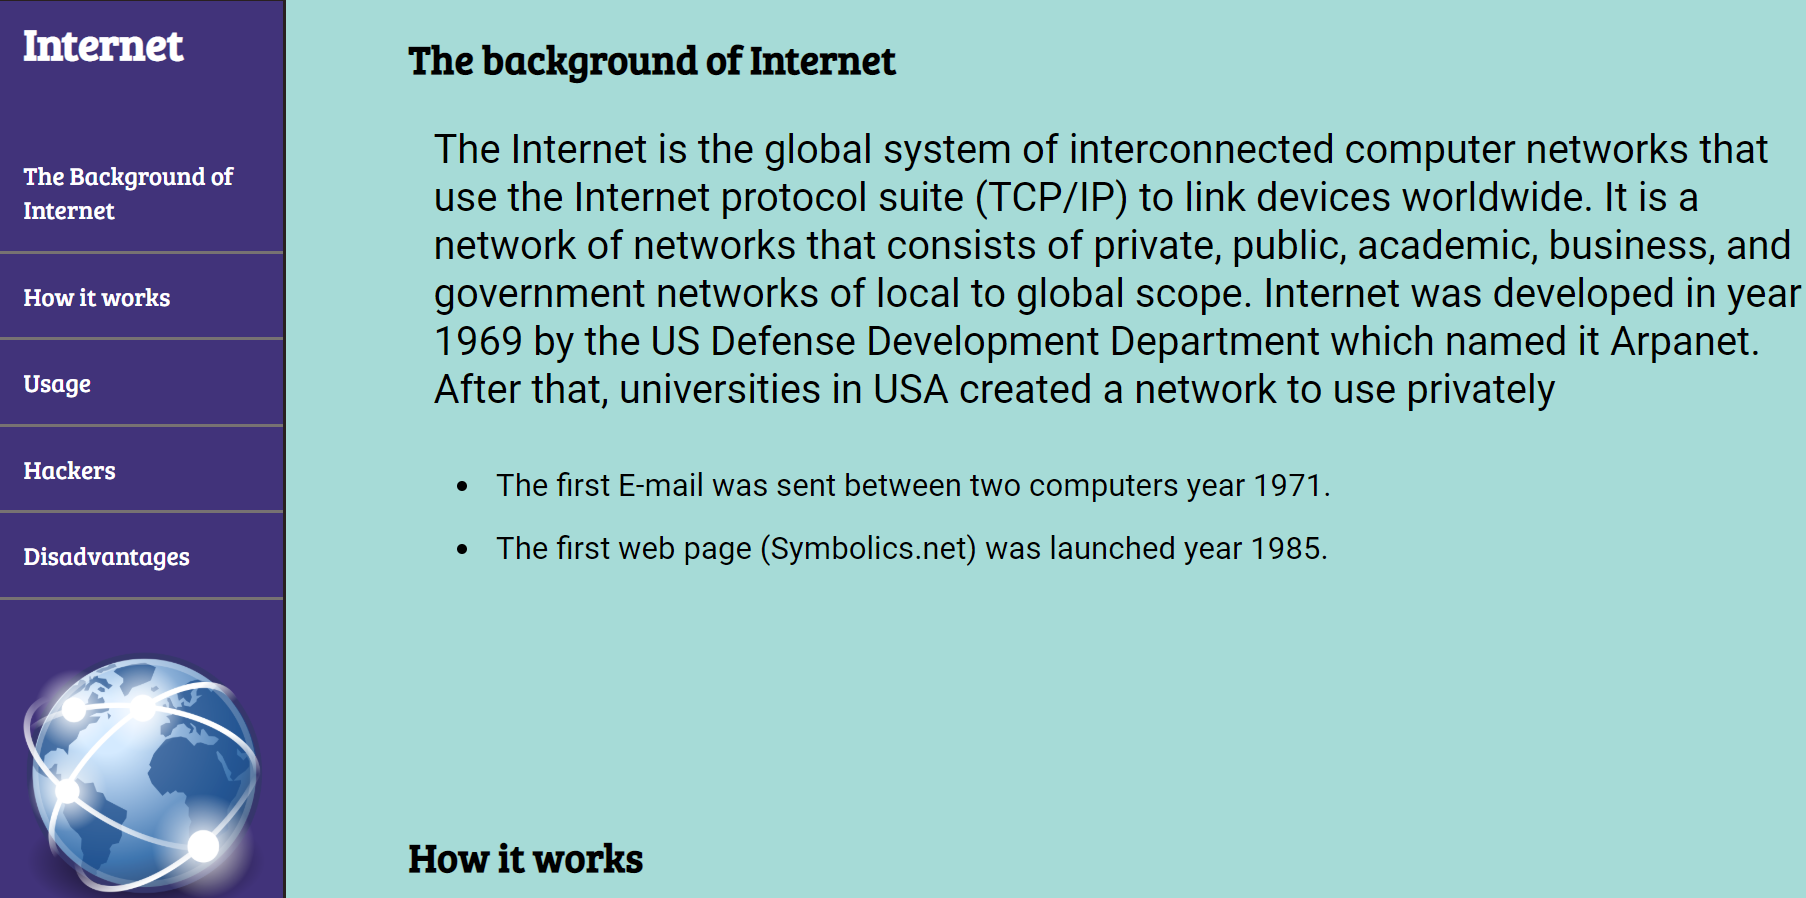 Internet
The Background of
Internet
How it works
Usage
Hackers
Disadvantages
The background of Internet
The Internet is the global system of interconnected computer networks that
use the Internet protocol suite (TCP/IP) to link devices worldwide. It is a
network of networks that consists of private, public, academic, business, and
government networks of local to global scope. Internet was developed in year
1969 by the US Defense Development Department which named it Arpanet.
After that, universities in USA created a network to use privately
• The first E-mail was sent between two computers year 1971.
• The first web page (Symbolics.net) was launched year 1985.
How it works